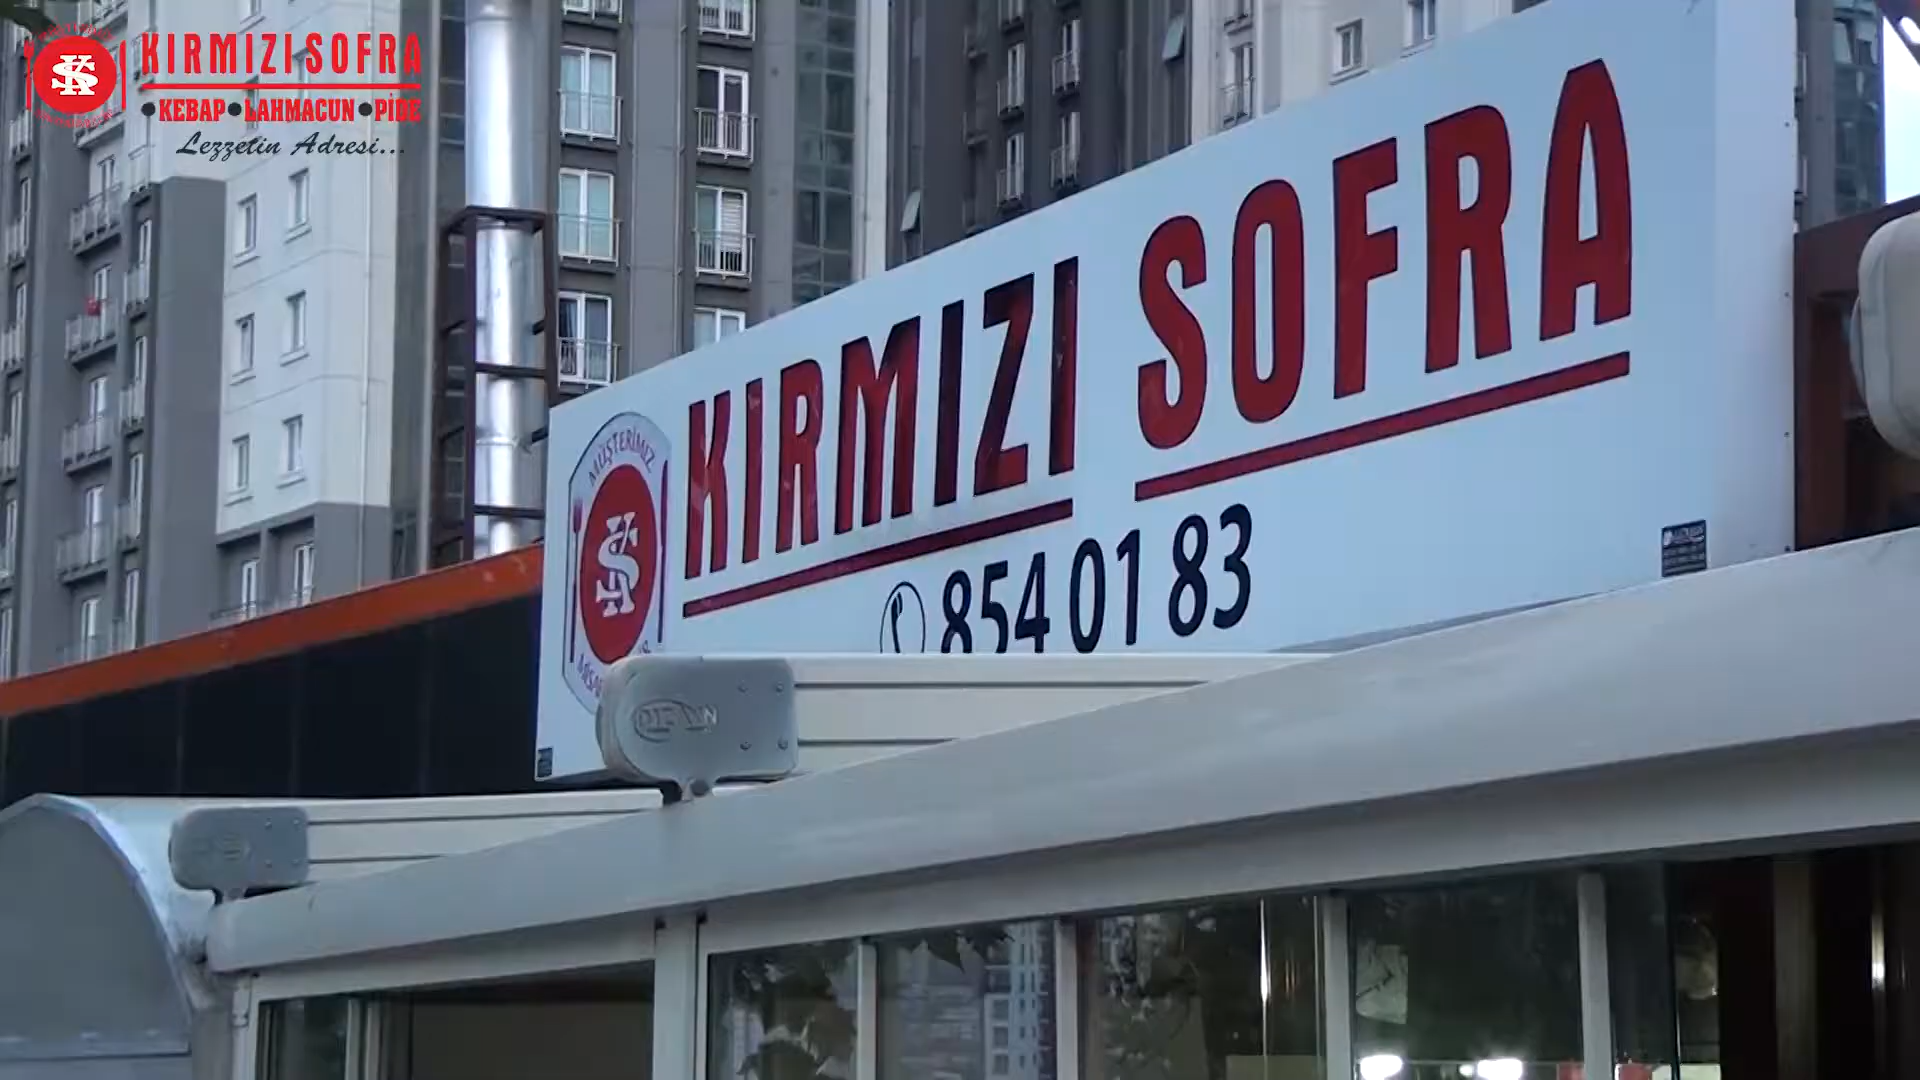 KIRMIZI SOFRA
•KEBAP•LAHMACUN•PİDE
Lezzetin Adresi...
KIRMIZI SOFRA
MÜŞTERİMİZ
854 01 83